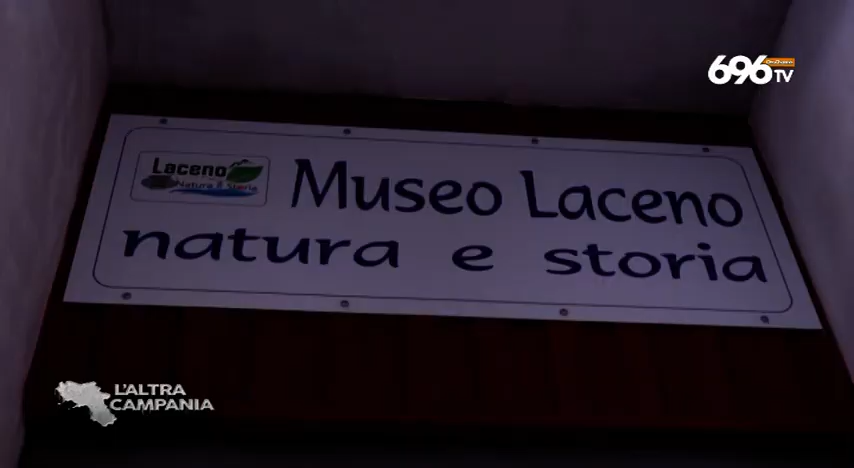 696 TV
Laceno
Natura & Storia
Museo Laceno
natura e storia
L'ALTRA
CAMPANIA